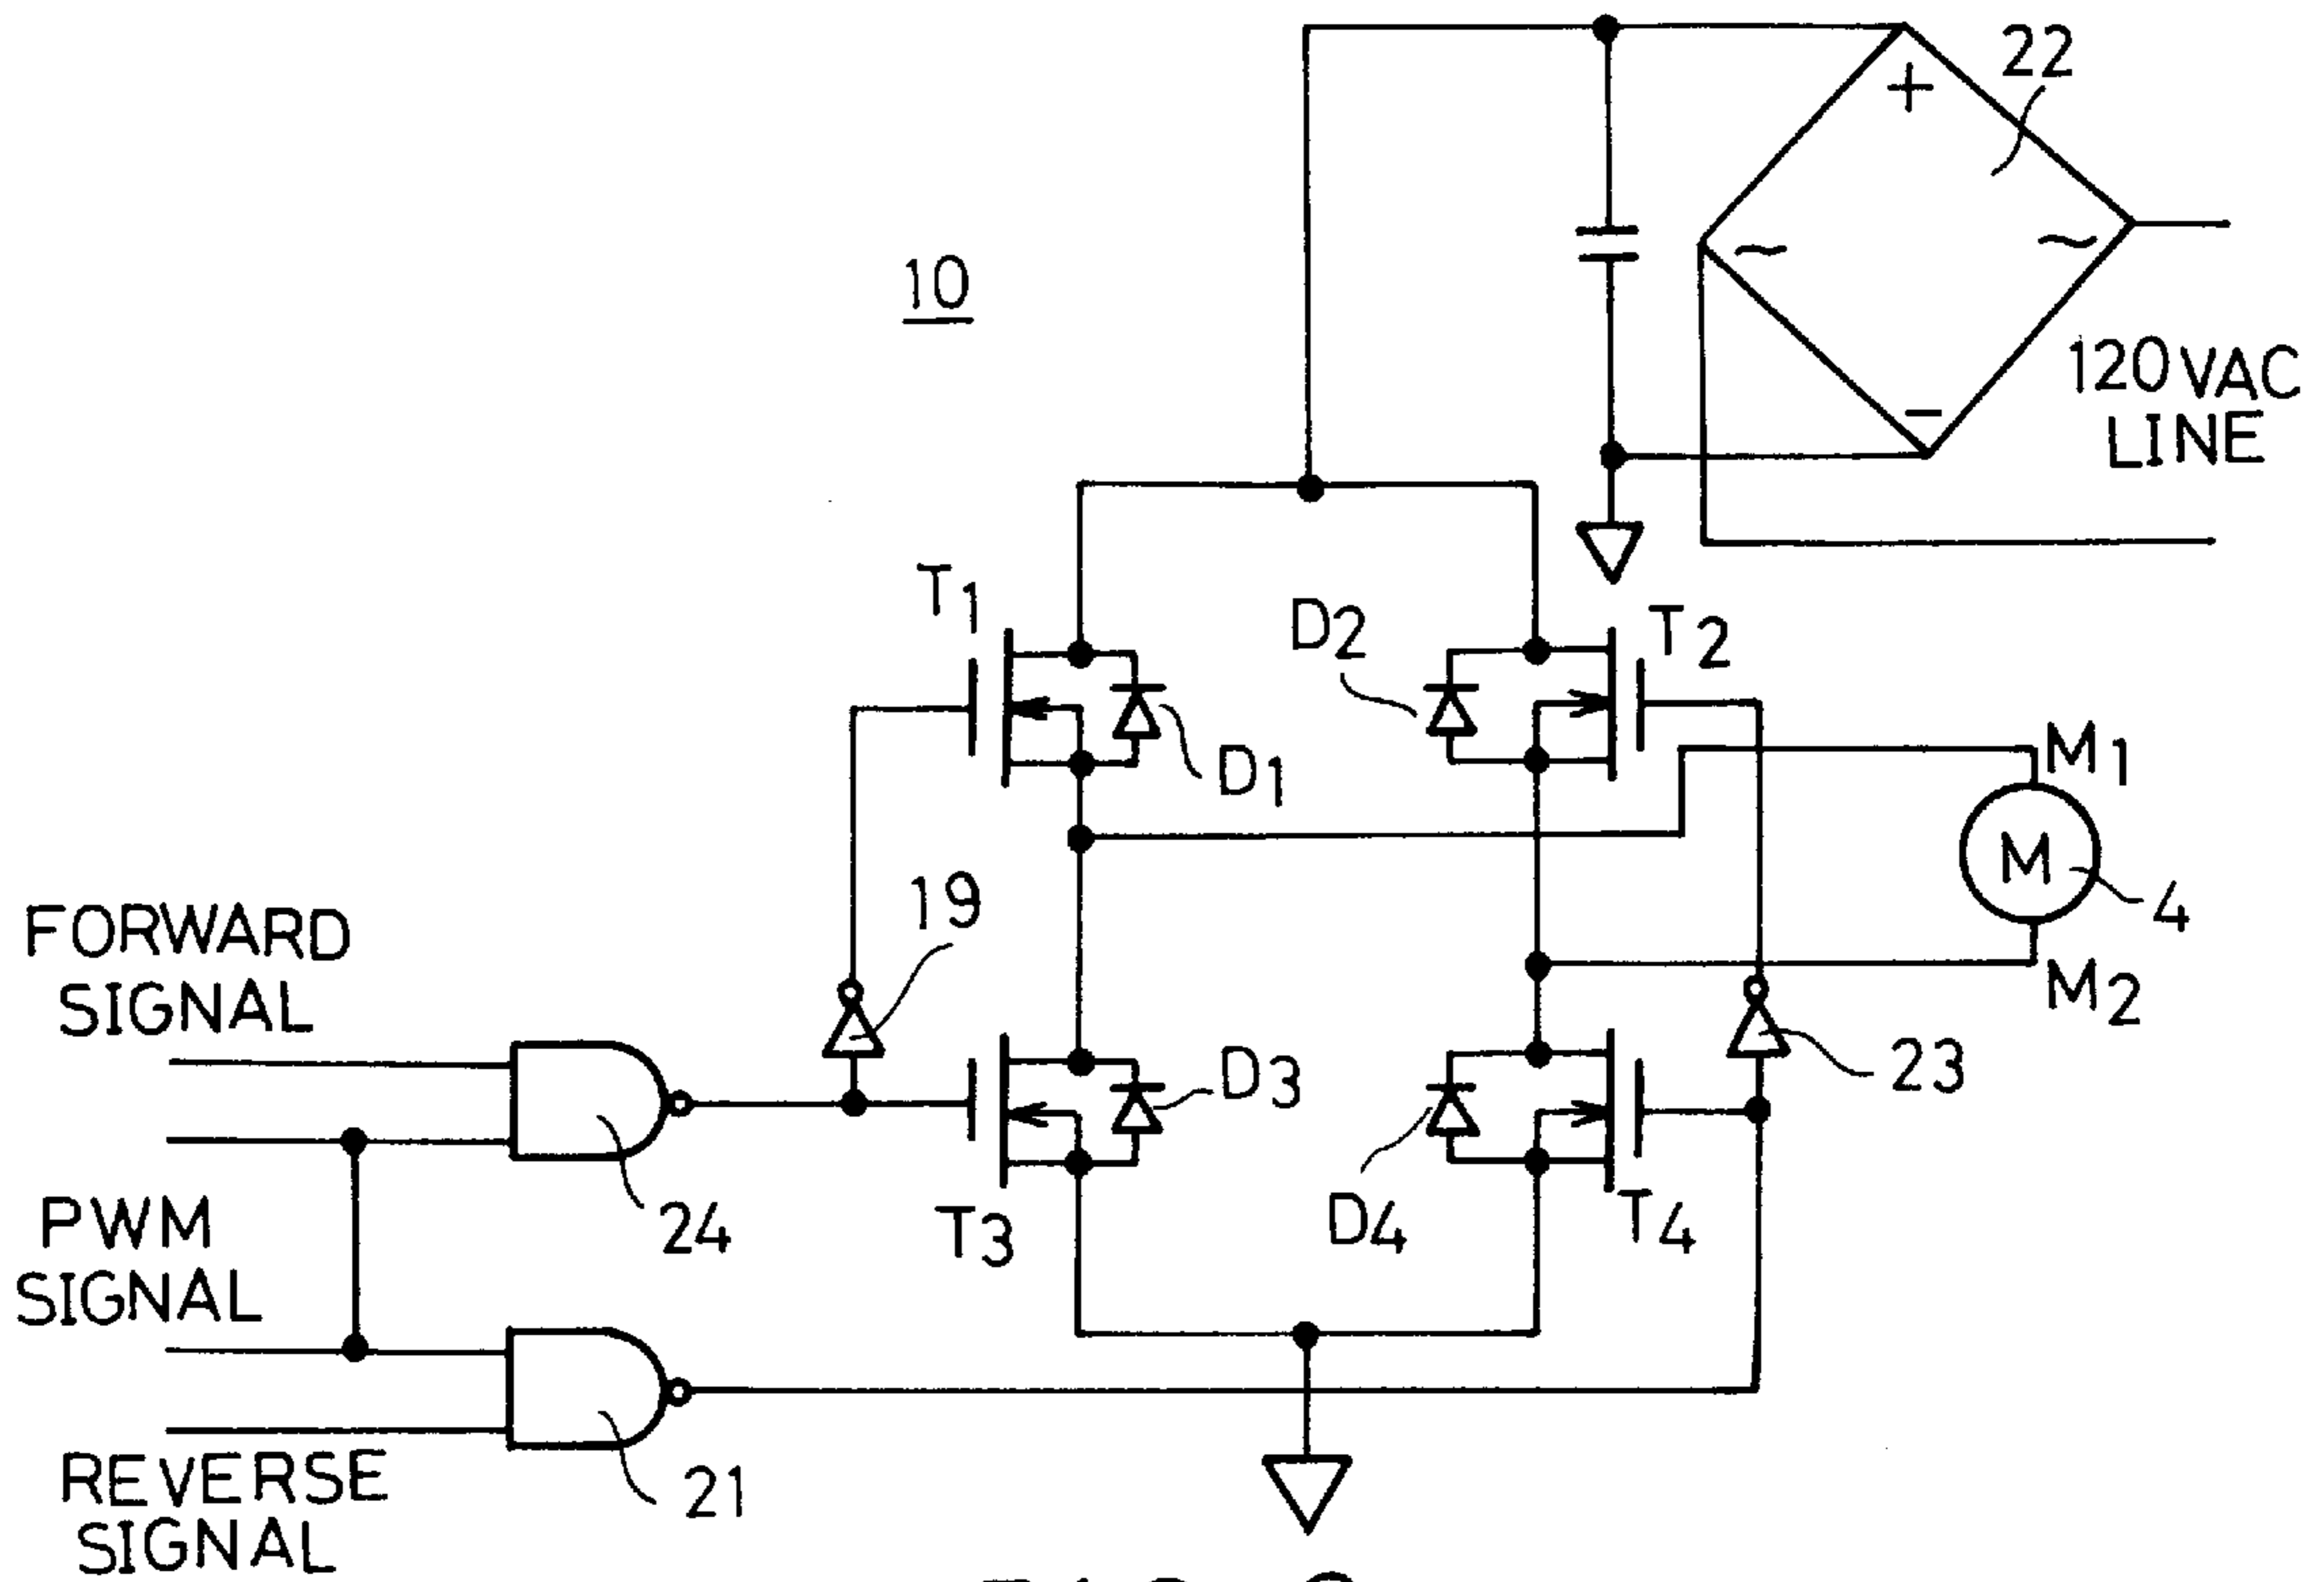 22
+
~
~
10
120VAC
LINE
−
T1
D2
T2
D1
M1
M
4
19
FORWARD
SIGNAL
M2
23
D3
24
PWM
SIGNAL
T3
D4
T4
21
REVERSE
SIGNAL